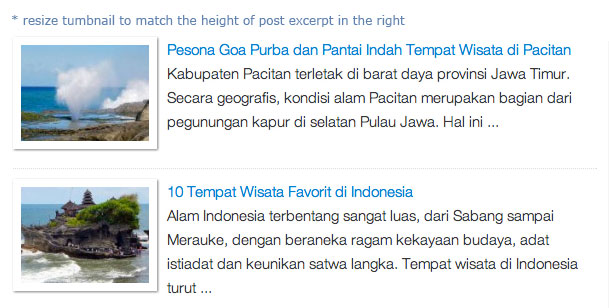 * resize tumbnail to match the height of post excerpt in the right
Pesona Goa Purba dan Pantai Indah Tempat Wisata di Pacitan
Kabupaten Pacitan terletak di barat daya provinsi Jawa Timur.
Secara geografis, kondisi alam Pacitan merupakan bagian dari
pegunungan kapur di selatan Pulau Jawa. Hal ini ...
10 Tempat Wisata Favorit di Indonesia
Alam Indonesia terbentang sangat luas, dari Sabang sampai
Merauke, dengan beraneka ragam kekayaan budaya, adat
istiadat dan keunikan satwa langka. Tempat wisata di Indonesia
turut ...